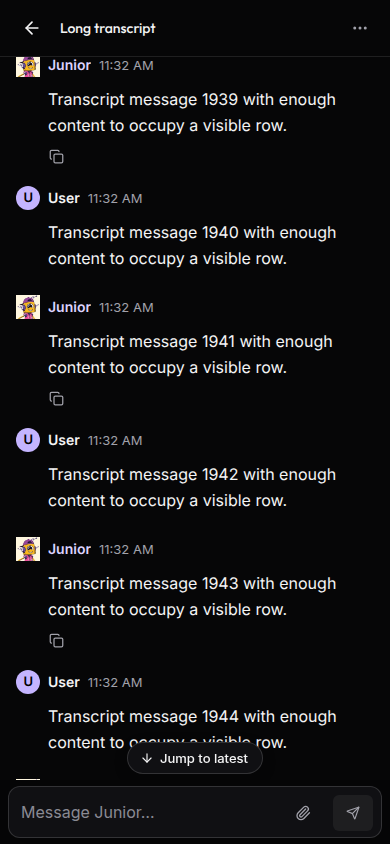 Long transcript
Junior 11:32 AM
Transcript message 1939 with enough
content to occupy a visible row.
U User 11:32 AM
Transcript message 1940 with enough
content to occupy a visible row.
Junior 11:32 AM
Transcript message 1941 with enough
content to occupy a visible row.
U User 11:32 AM
Transcript message 1942 with enough
content to occupy a visible row.
Junior 11:32 AM
Transcript message 1943 with enough
content to occupy a visible row.
U User 11:32 AM
Transcript message 1944 with enough
content to occupy a visible row.
Jump to latest
Message Junior...